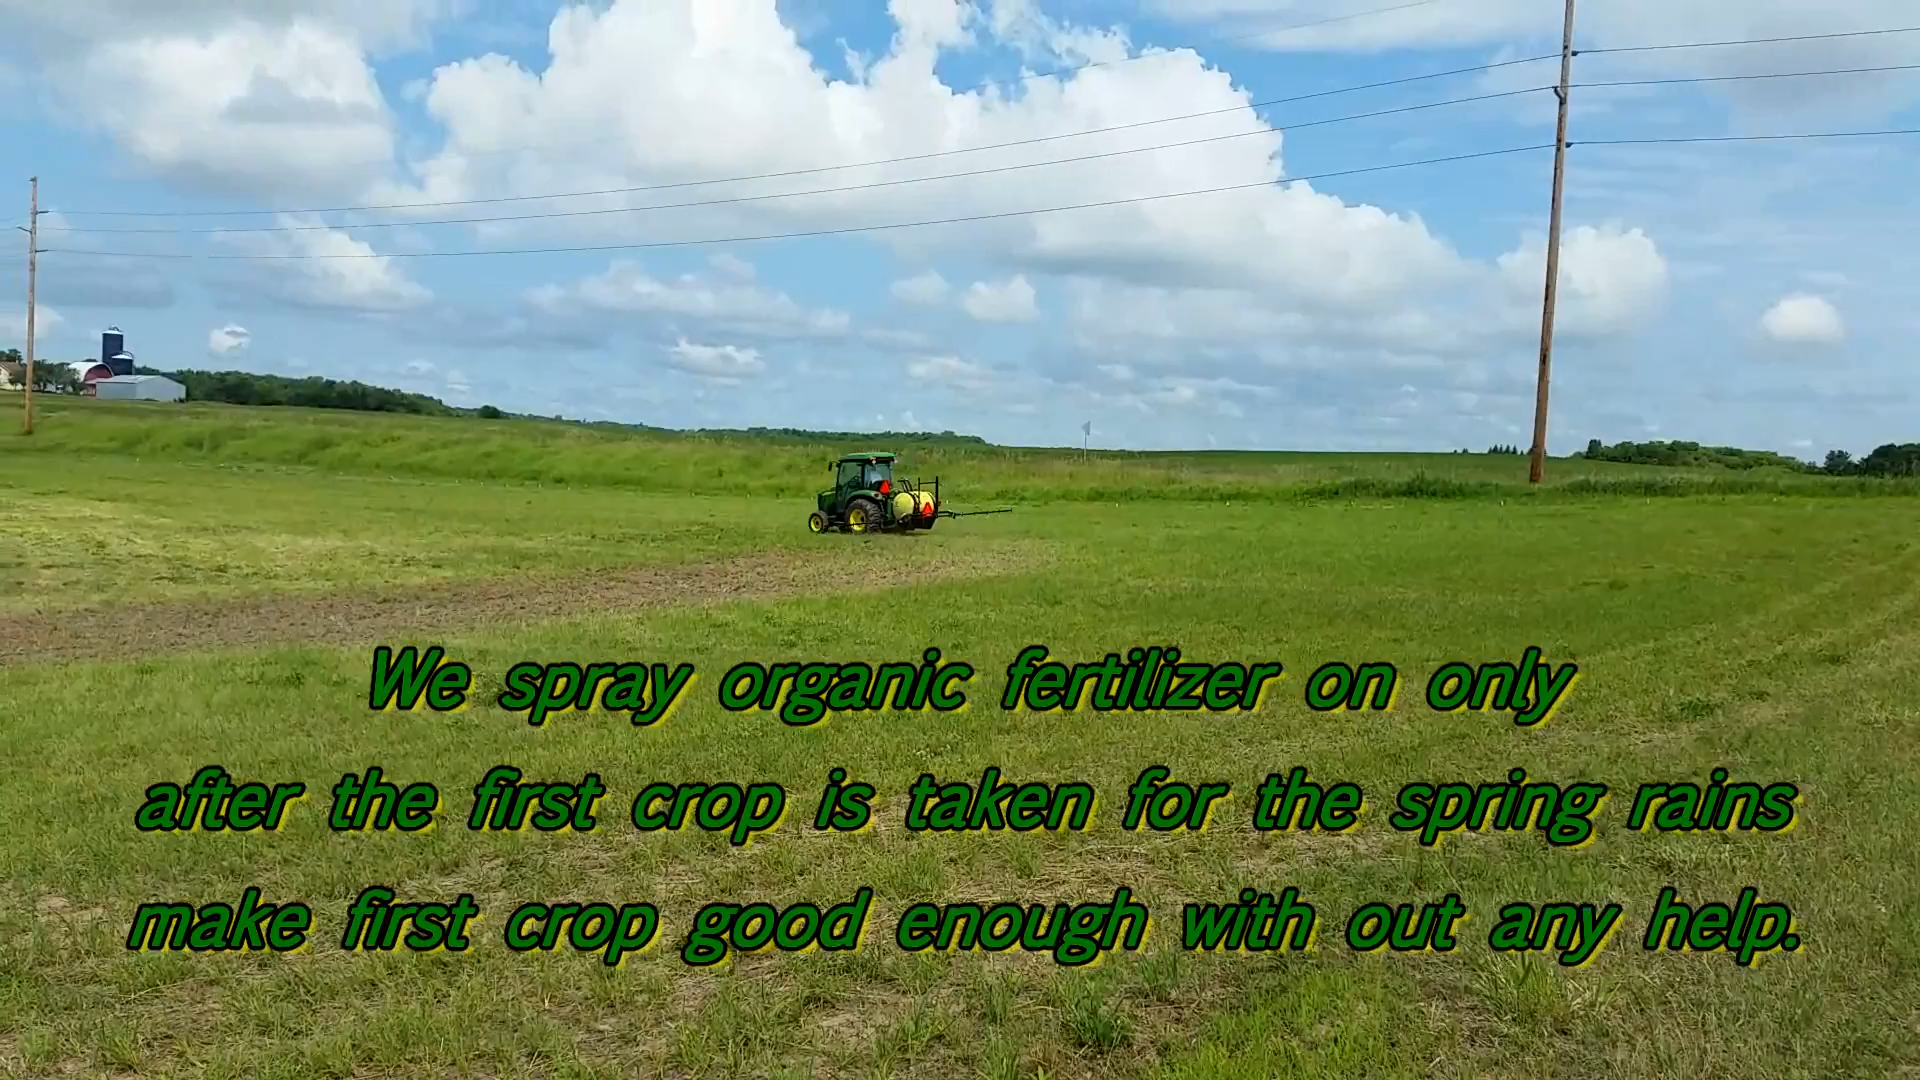 We spray organic fertilizer on only
after the first crop is taken for the spring rains
make first crop good enough with out any help.